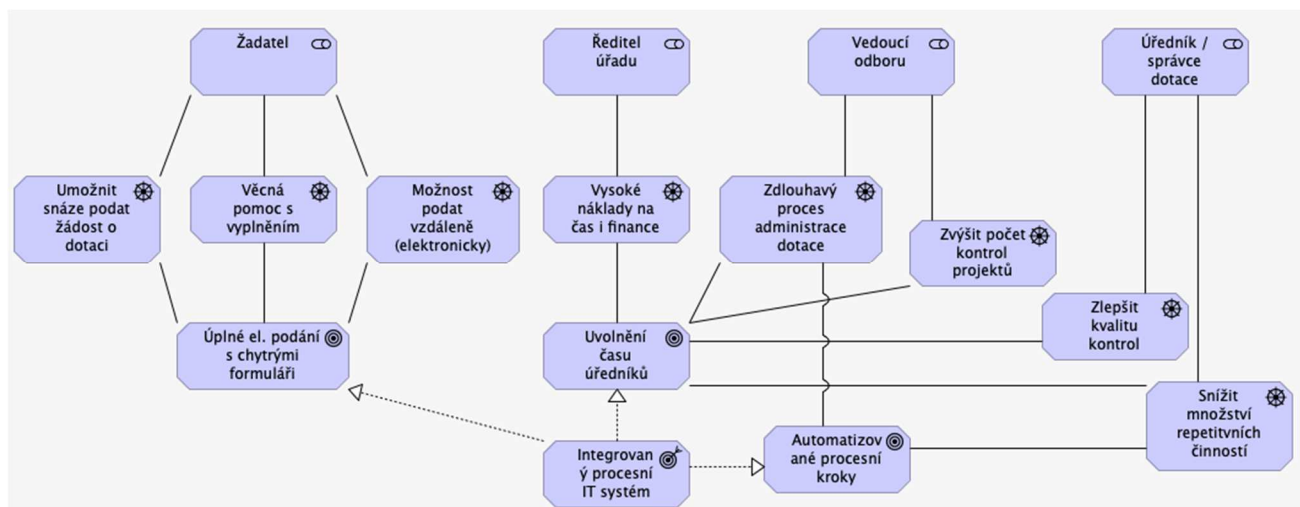 Žadatel
Ředitel
úřadu
Vedoucí
odboru
Úředník /
správce
dotace
Umožnit
snáze podat
žádost o
dotaci
Věcná
pomoc s
vyplněním
Možnost
podat
vzdáleně
(elektronicky)
Vysoké
náklady na
čas i finance
Zdlouhavý
proces
administrace
dotace
Zvýšit počet
kontrol
projektů
Zlepšit
kvalitu
kontrol
Úplné el. podání
s chytrými
formuláři
Uvolnění
času
úředníků
Snížit
množství
repetitvních
činností
Integrovan
ý procesní
IT systém
Automatizov
ané procesní
kroky